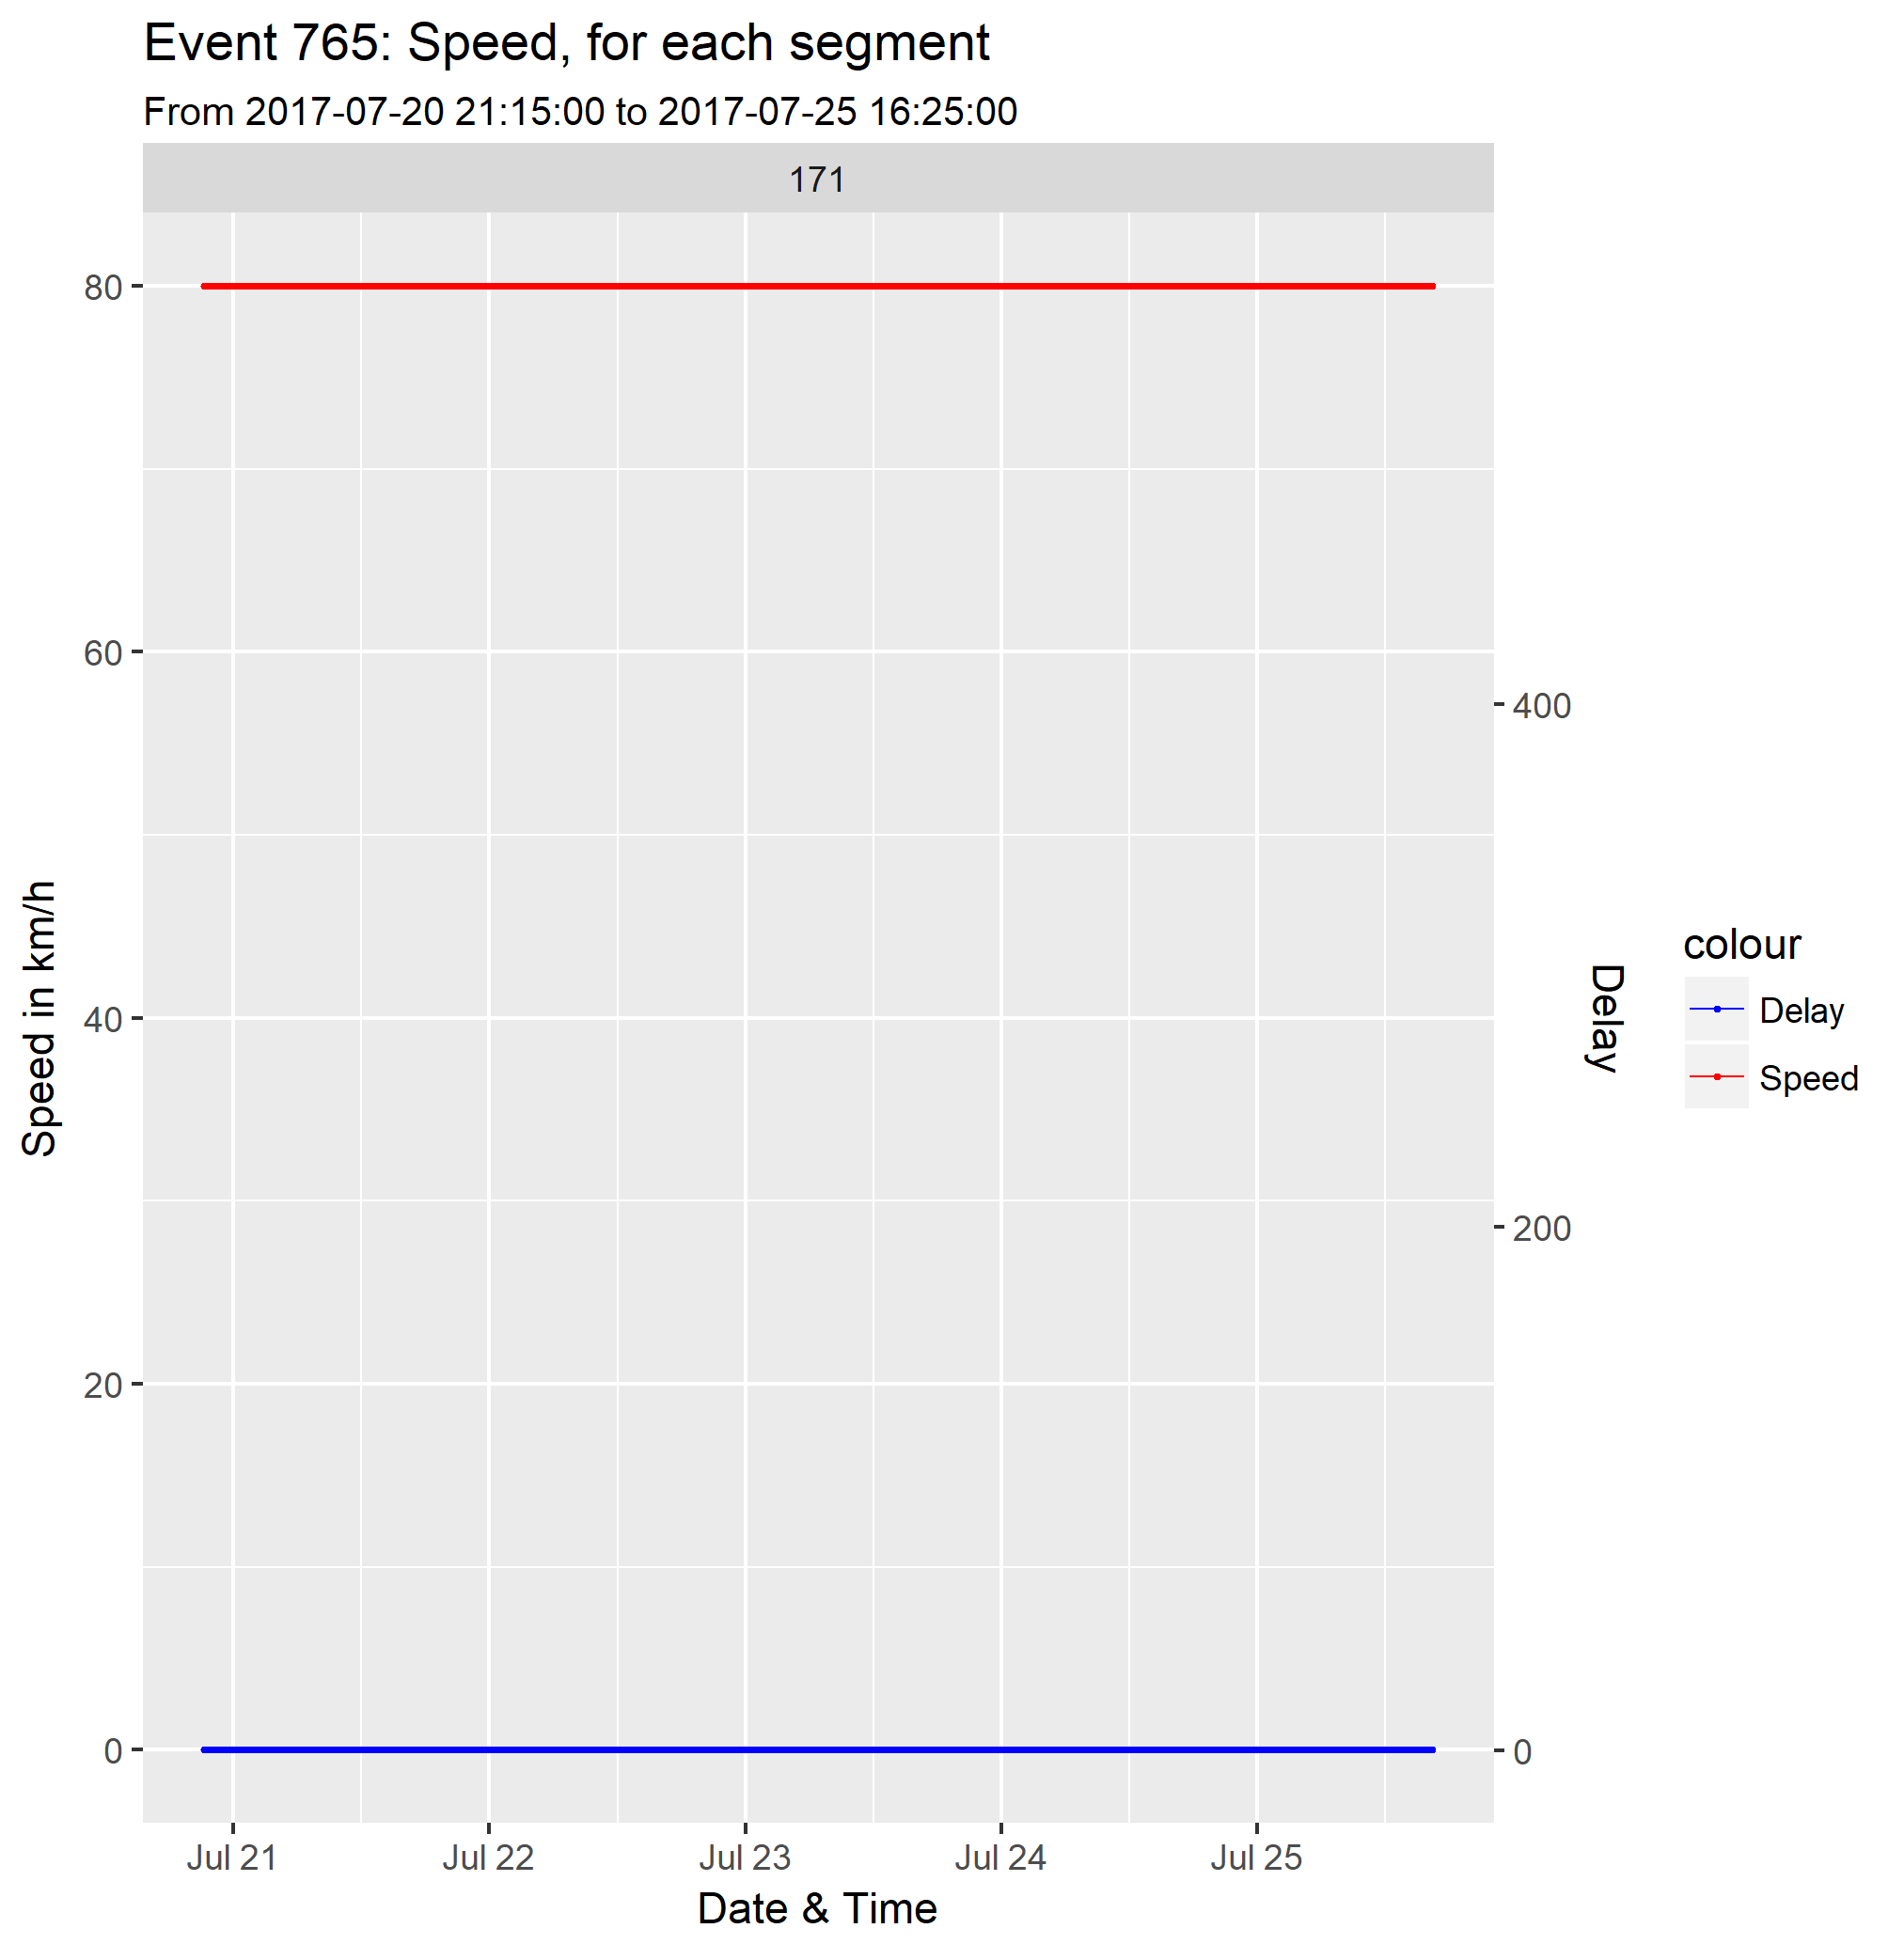 Event 765: Speed, for each segment
From 2017-07-20 21:15:00 to 2017-07-25 16:25:00
171
80
60
40
20
0
Speed in km/h
400
200
0
Delay
colour
Delay
Speed
Jul 21
Jul 22
Jul 23
Jul 24
Jul 25
Date & Time